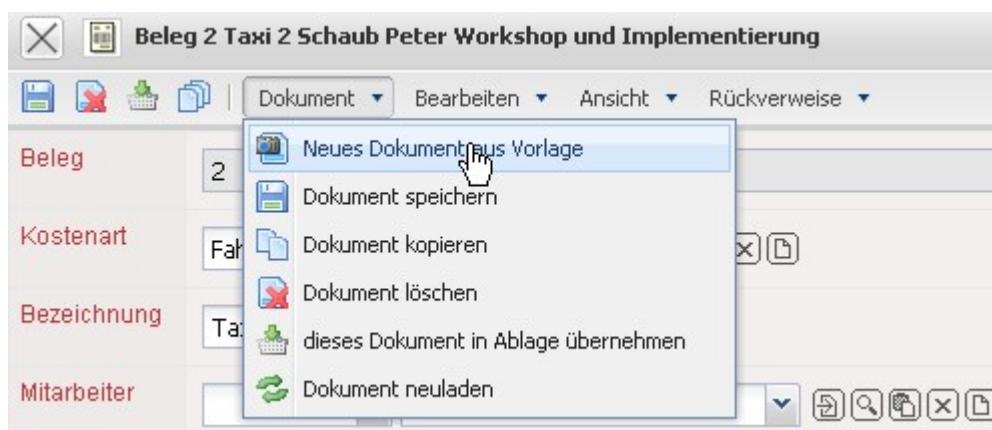 Beleg 2 Taxi 2 Schaub Peter Workshop und Implementierung
Dokument Bearbeiten Ansicht Rückverweise
Beleg
2
Neues Dokument aus Vorlage
Dokument speichern
Kostenart
Dokument kopieren
Dokument löschen
Bezeichnung
dieses Dokument in Ablage übernehmen
Mitarbeiter
Dokument neuladen